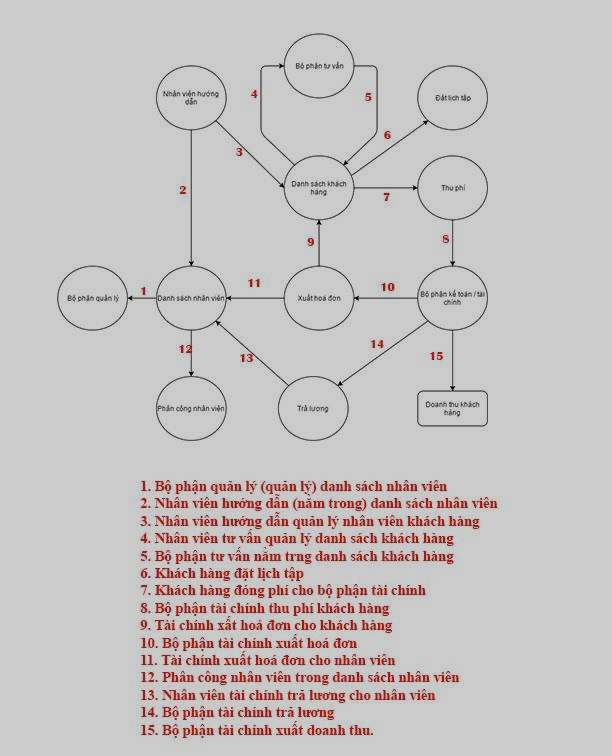 Bộ phận tư vấn
Nhân viên hướng
dẫn
Đặt lịch tập
4
5
6
3
Danh sách khách
hàng
7
Thu phí
2
8
9
11
10
1
Bộ phận quản lý
Danh sách nhân viên
Xuất hoá đơn
Bộ phận kế toán / tài
chính
12
13
14
15
Phân công nhân viên
Trả lương
Doanh thu khách
hàng
1. Bộ phận quản lý (quản lý) danh sách nhân viên
2. Nhân viên hướng dẫn (nằm trong) danh sách nhân viên
3. Nhân viên hướng dẫn quản lý nhân viên khách hàng
4. Nhân viên tư vấn quản lý danh sách khách hàng
5. Bộ phận tư vấn nằm trng danh sách khách hàng
6. Khách hàng đặt lịch tập
7. Khách hàng đóng phí cho bộ phận tài chính
8. Bộ phận tài chính thu phí khách hàng
9. Tài chính xất hoá đơn cho khách hàng
10. Bộ phận tài chính xuất hoá đơn
11. Tài chính xuất hoá đơn cho nhân viên
12. Phân công nhân viên trong danh sách nhân viên
13. Nhân viên tài chính trả lương cho nhân viên
14. Bộ phận tài chính trả lương
15. Bộ phận tài chính xuất doanh thu.